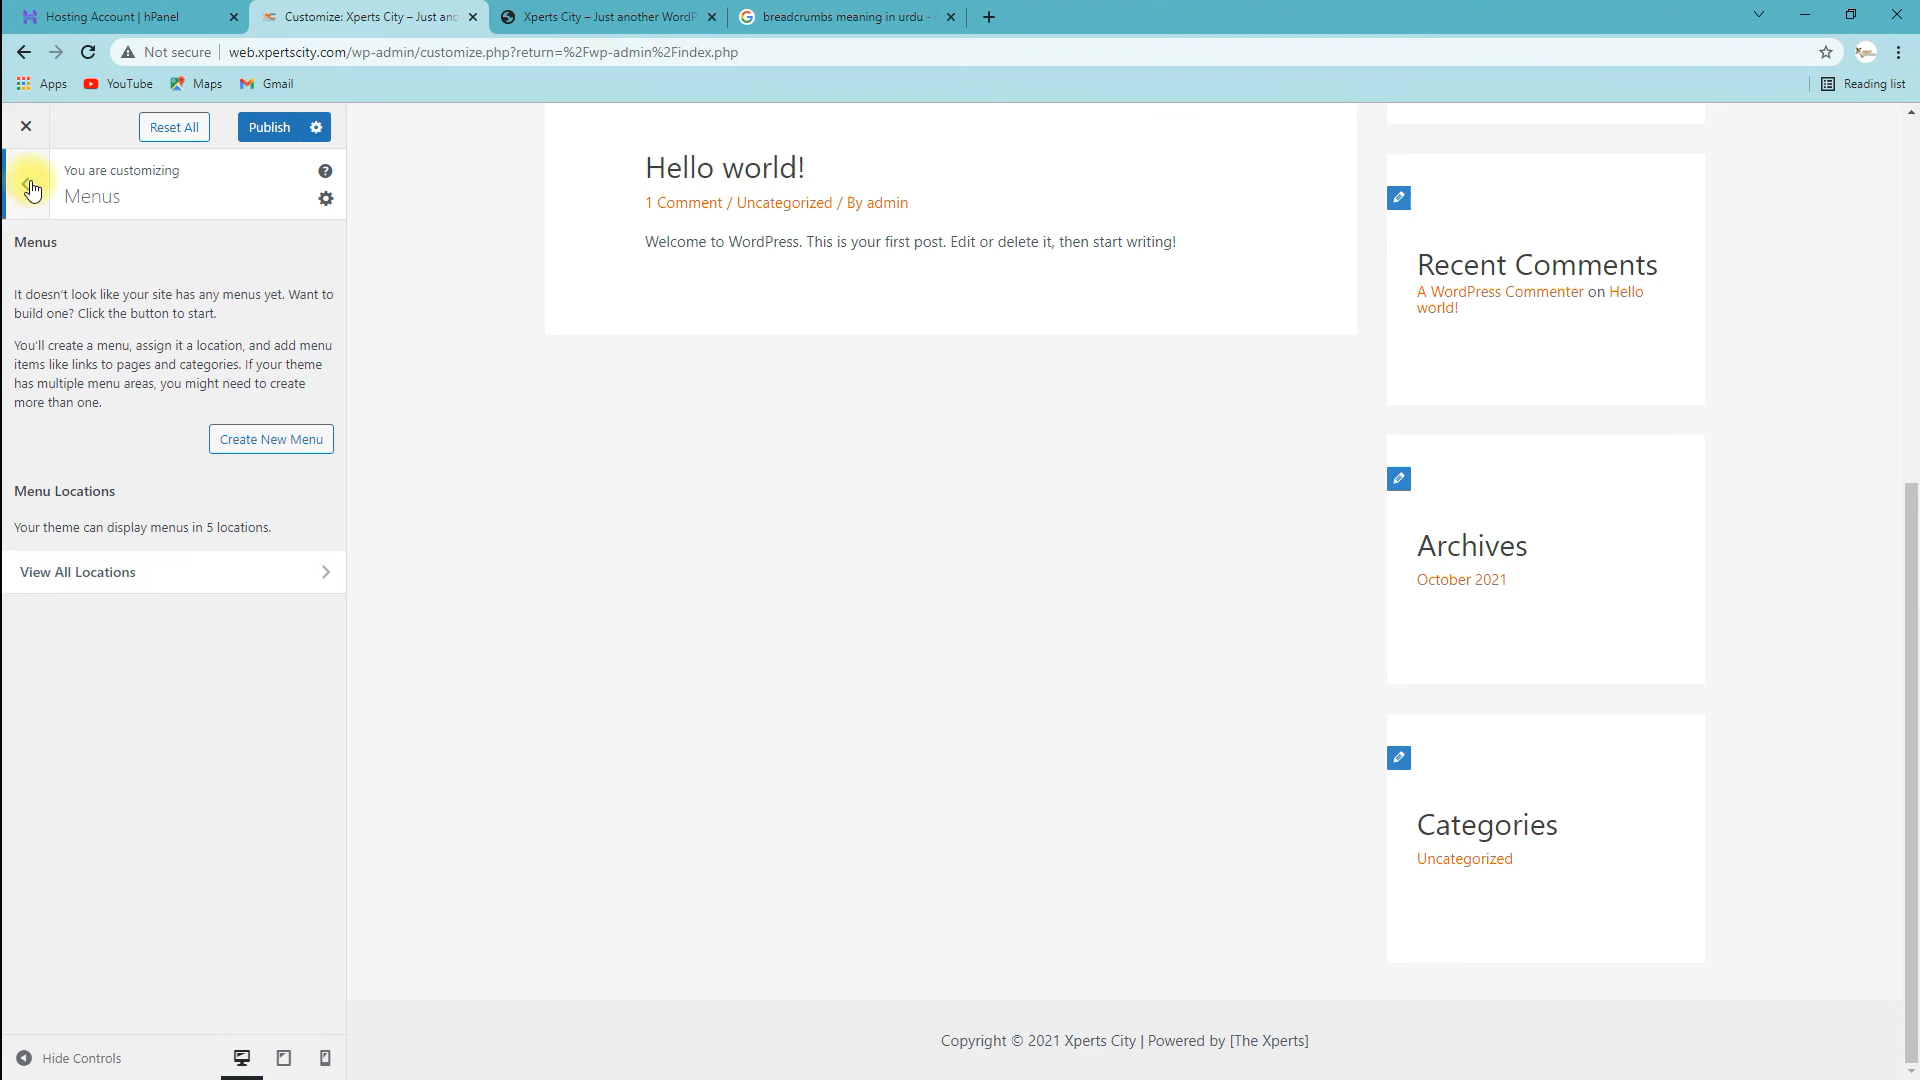 Hosting Account | hPanel
Customize: Xperts City – Just ano
Xperts City – Just another WordP
breadcrumbs meaning in urdu -
Not secure
web.xpertscity.com/wp-admin/customize.php?return=%2Fwp-admin%2Findex.php
Apps
YouTube
Maps
Gmail
Reading list
Reset All
Publish
You are customizing
Menus
Menus
It doesn't look like your site has any menus yet. Want to
build one? Click the button to start.
You'll create a menu, assign it a location, and add menu
items like links to pages and categories. If your theme
has multiple menu areas, you might need to create
more than one.
Create New Menu
Menu Locations
Your theme can display menus in 5 locations.
View All Locations
Hide Controls
Hello world!
1 Comment / Uncategorized / By admin
Welcome to WordPress. This is your first post. Edit or delete it, then start writing!
Recent Comments
A WordPress Commenter on Hello
world!
Archives
October 2021
Categories
Uncategorized
Copyright © 2021 Xperts City | Powered by [The Xperts]